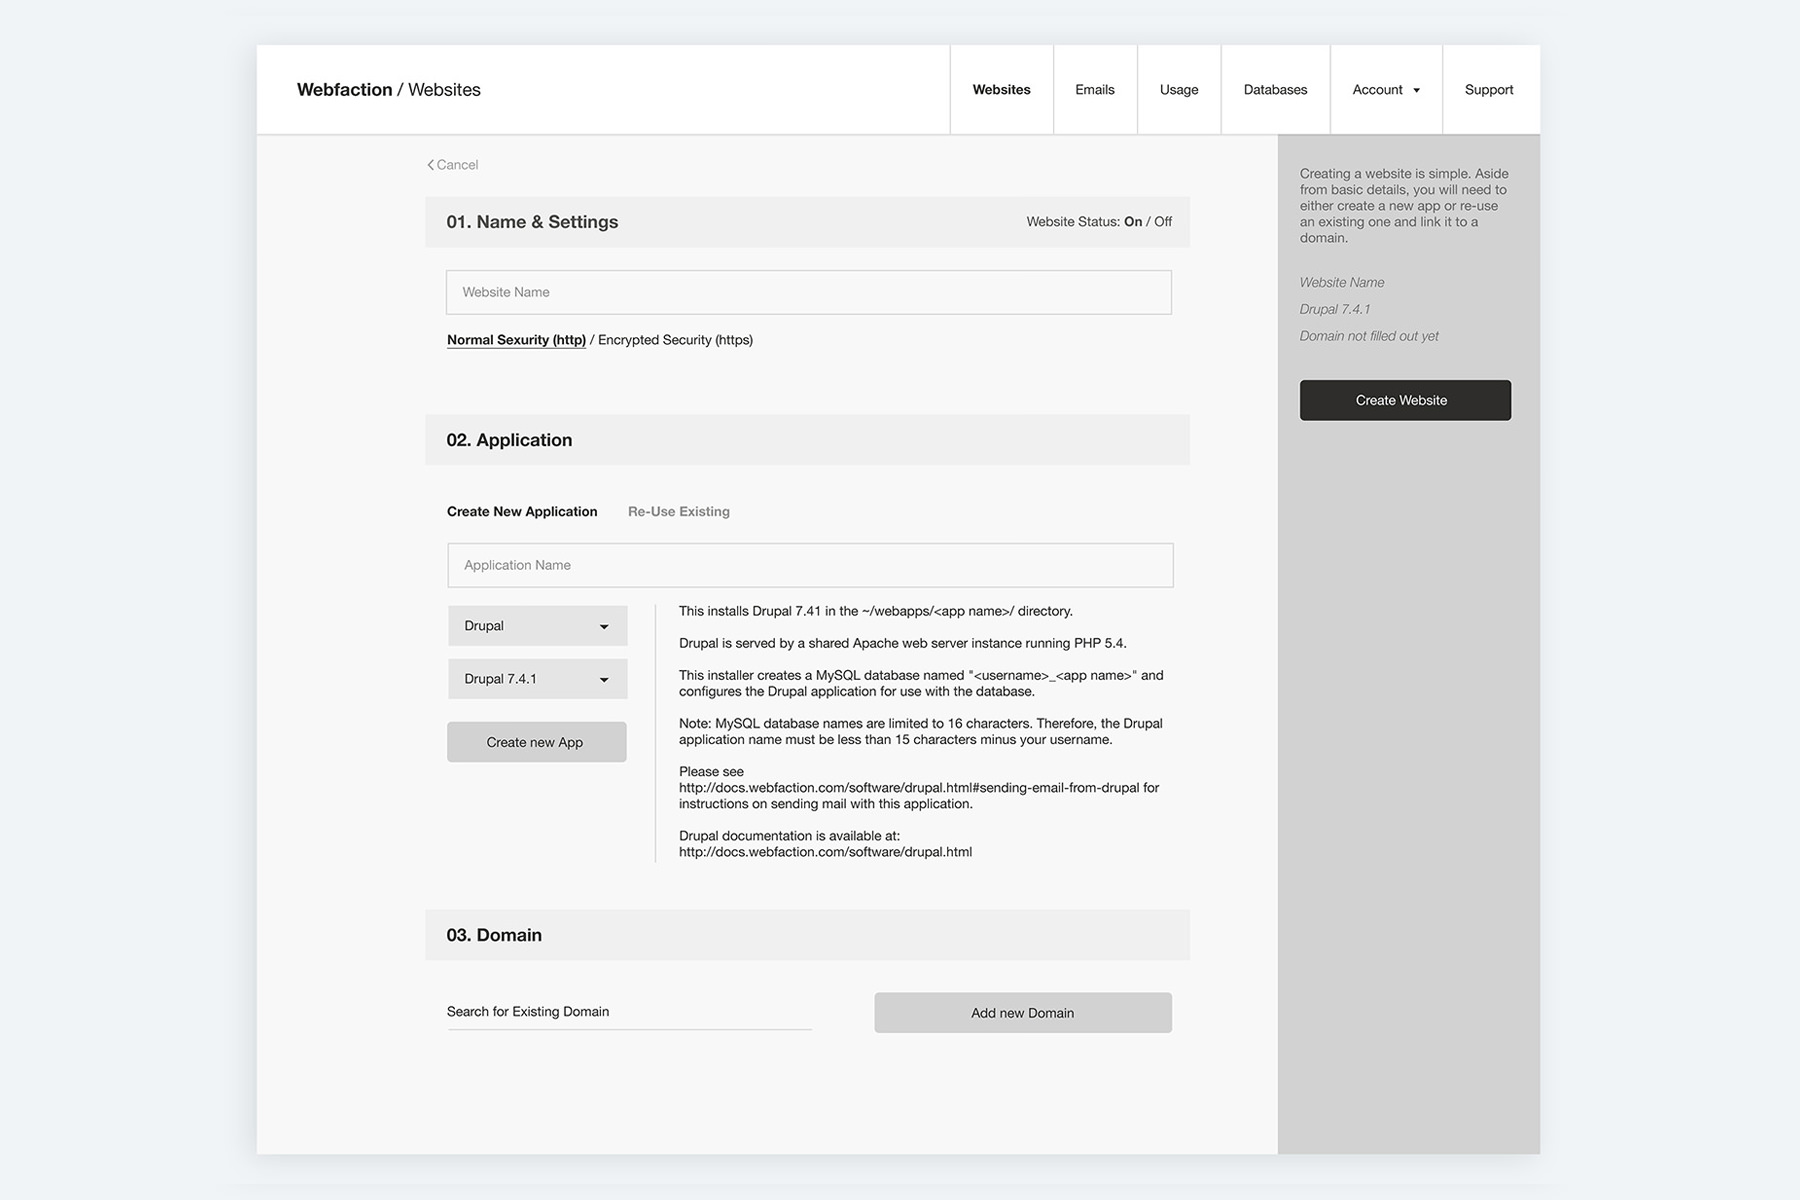 Webfaction / Websites
Websites
Emails
Usage
Databases
Account
Support
Cancel
01. Name & Settings
Website Status: On / Off
Website Name
Normal Sexurity (http) / Encrypted Security (https)
02. Application
Create New Application
Re-Use Existing
Application Name
Drupal
Drupal 7.4.1
Create new App
This installs Drupal 7.41 in the ~/webapps/<app name>/ directory.
Drupal is served by a shared Apache web server instance running PHP 5.4.
This installer creates a MySQL database named "<username>_<app name>" and
configures the Drupal application for use with the database.
Note: MySQL database names are limited to 16 characters. Therefore, the Drupal
application name must be less than 15 characters minus your username.
Please see
http://docs.webfaction.com/software/drupal.html#sending-email-from-drupal for
instructions on sending mail with this application.
Drupal documentation is available at:
http://docs.webfaction.com/software/drupal.html
03. Domain
Search for Existing Domain
Add new Domain
Creating a website is simple. Aside
from basic details, you will need to
either create a new app or re-use
an existing one and link it to a
domain.
Website Name
Drupal 7.4.1
Domain not filled out yet
Create Website